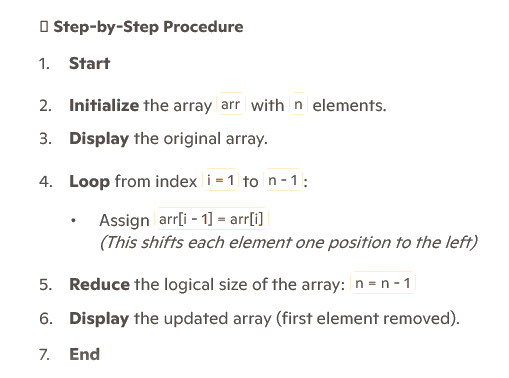 Step-by-Step Procedure
1. Start
2. Initialize the array arr with n elements.
3. Display the original array.
4. Loop from index i = 1 to n - 1 :
• Assign arr[i - 1] = arr[i]
(This shifts each element one position to the left)
5. Reduce the logical size of the array: n = n - 1
6. Display the updated array (first element removed).
7. End